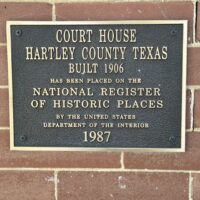 COURT HOUSE
HARTLEY COUNTY TEXAS
BUILT 1906
HAS BEEN PLACED ON THE
NATIONAL REGISTER
OF HISTORIC PLACES
BY THE UNITED STATES
DEPARTMENT OF THE INTERIOR
1987